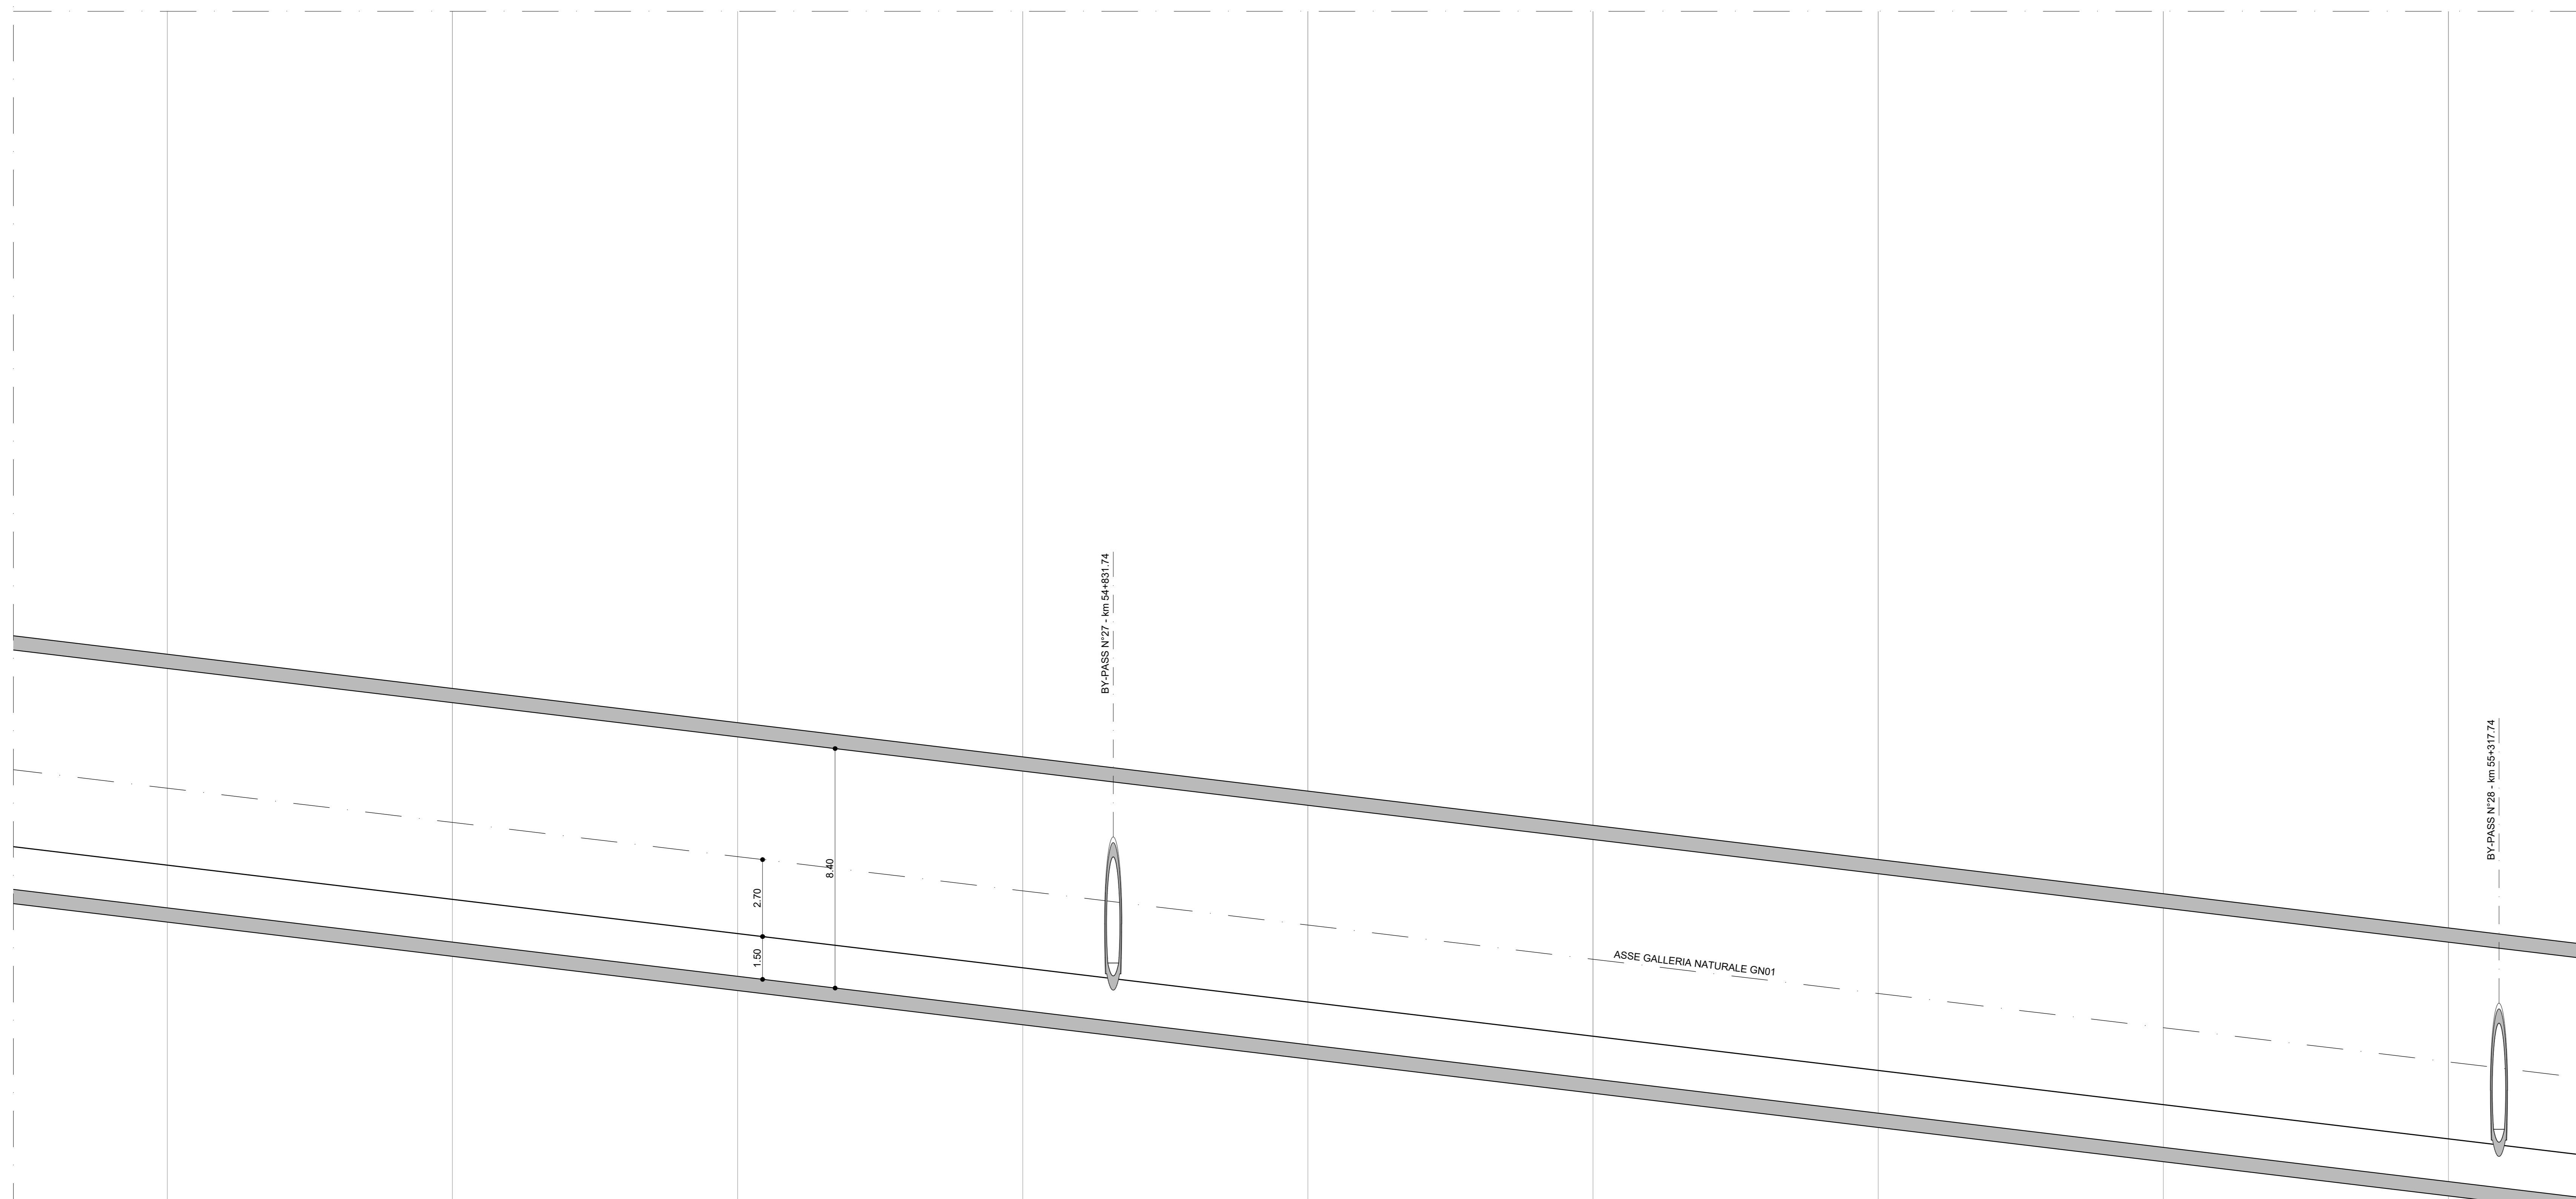 BY-PASS N°27 - km 54+831.74
BY-PASS N°28 - km 55+317.74
8.40
2.70
1.50
ASSE GALLERIA NATURALE GN01